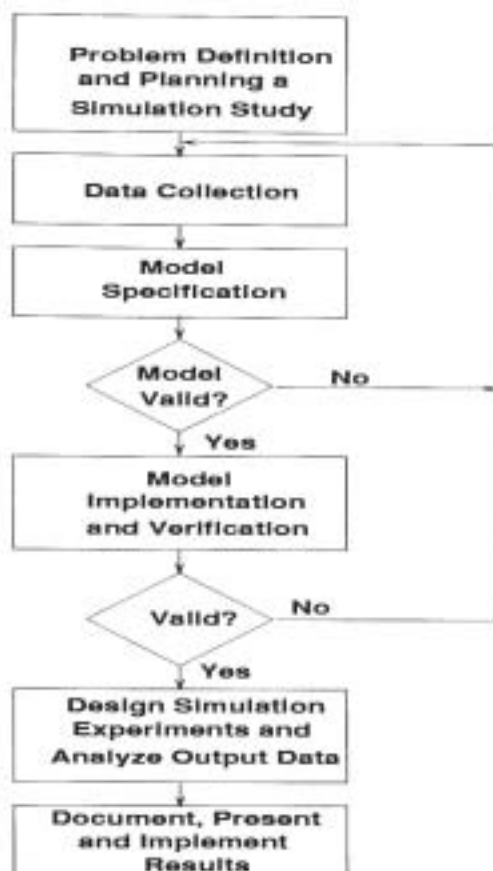 Problem Definition
and Planning a
Simulation Study
Data Collection
Model
Specification
Model
Valid?
No
Yes
Model
Implementation
and Verification
Valid?
No
Yes
Design Simulation
Experiments and
Analyze Output Data
Document, Present
and Implement
Results